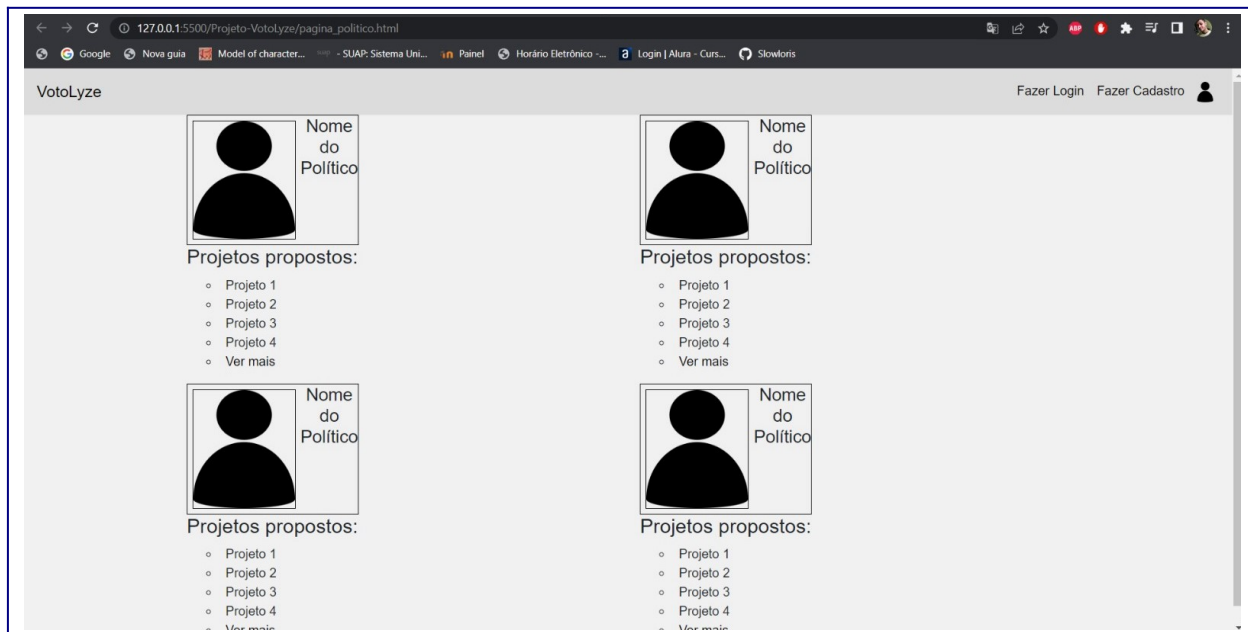 127.0.0.1:5500/Projeto-VotoLyze/pagina_politico.html
Google Nova guia Model of character... - SUAP: Sistema Uni... Painel Horário Eletrônico -... Login | Alura - Curs... Slowloris
VotoLyze Fazer Login Fazer Cadastro
Nome
do
Político
Projetos propostos:
Projeto 1
Projeto 2
Projeto 3
Projeto 4
Ver mais
Nome
do
Político
Projetos propostos:
Projeto 1
Projeto 2
Projeto 3
Projeto 4
Ver mais
Nome
do
Político
Projetos propostos:
Projeto 1
Projeto 2
Projeto 3
Projeto 4
Ver mais
Nome
do
Político
Projetos propostos:
Projeto 1
Projeto 2
Projeto 3
Projeto 4
Ver mais